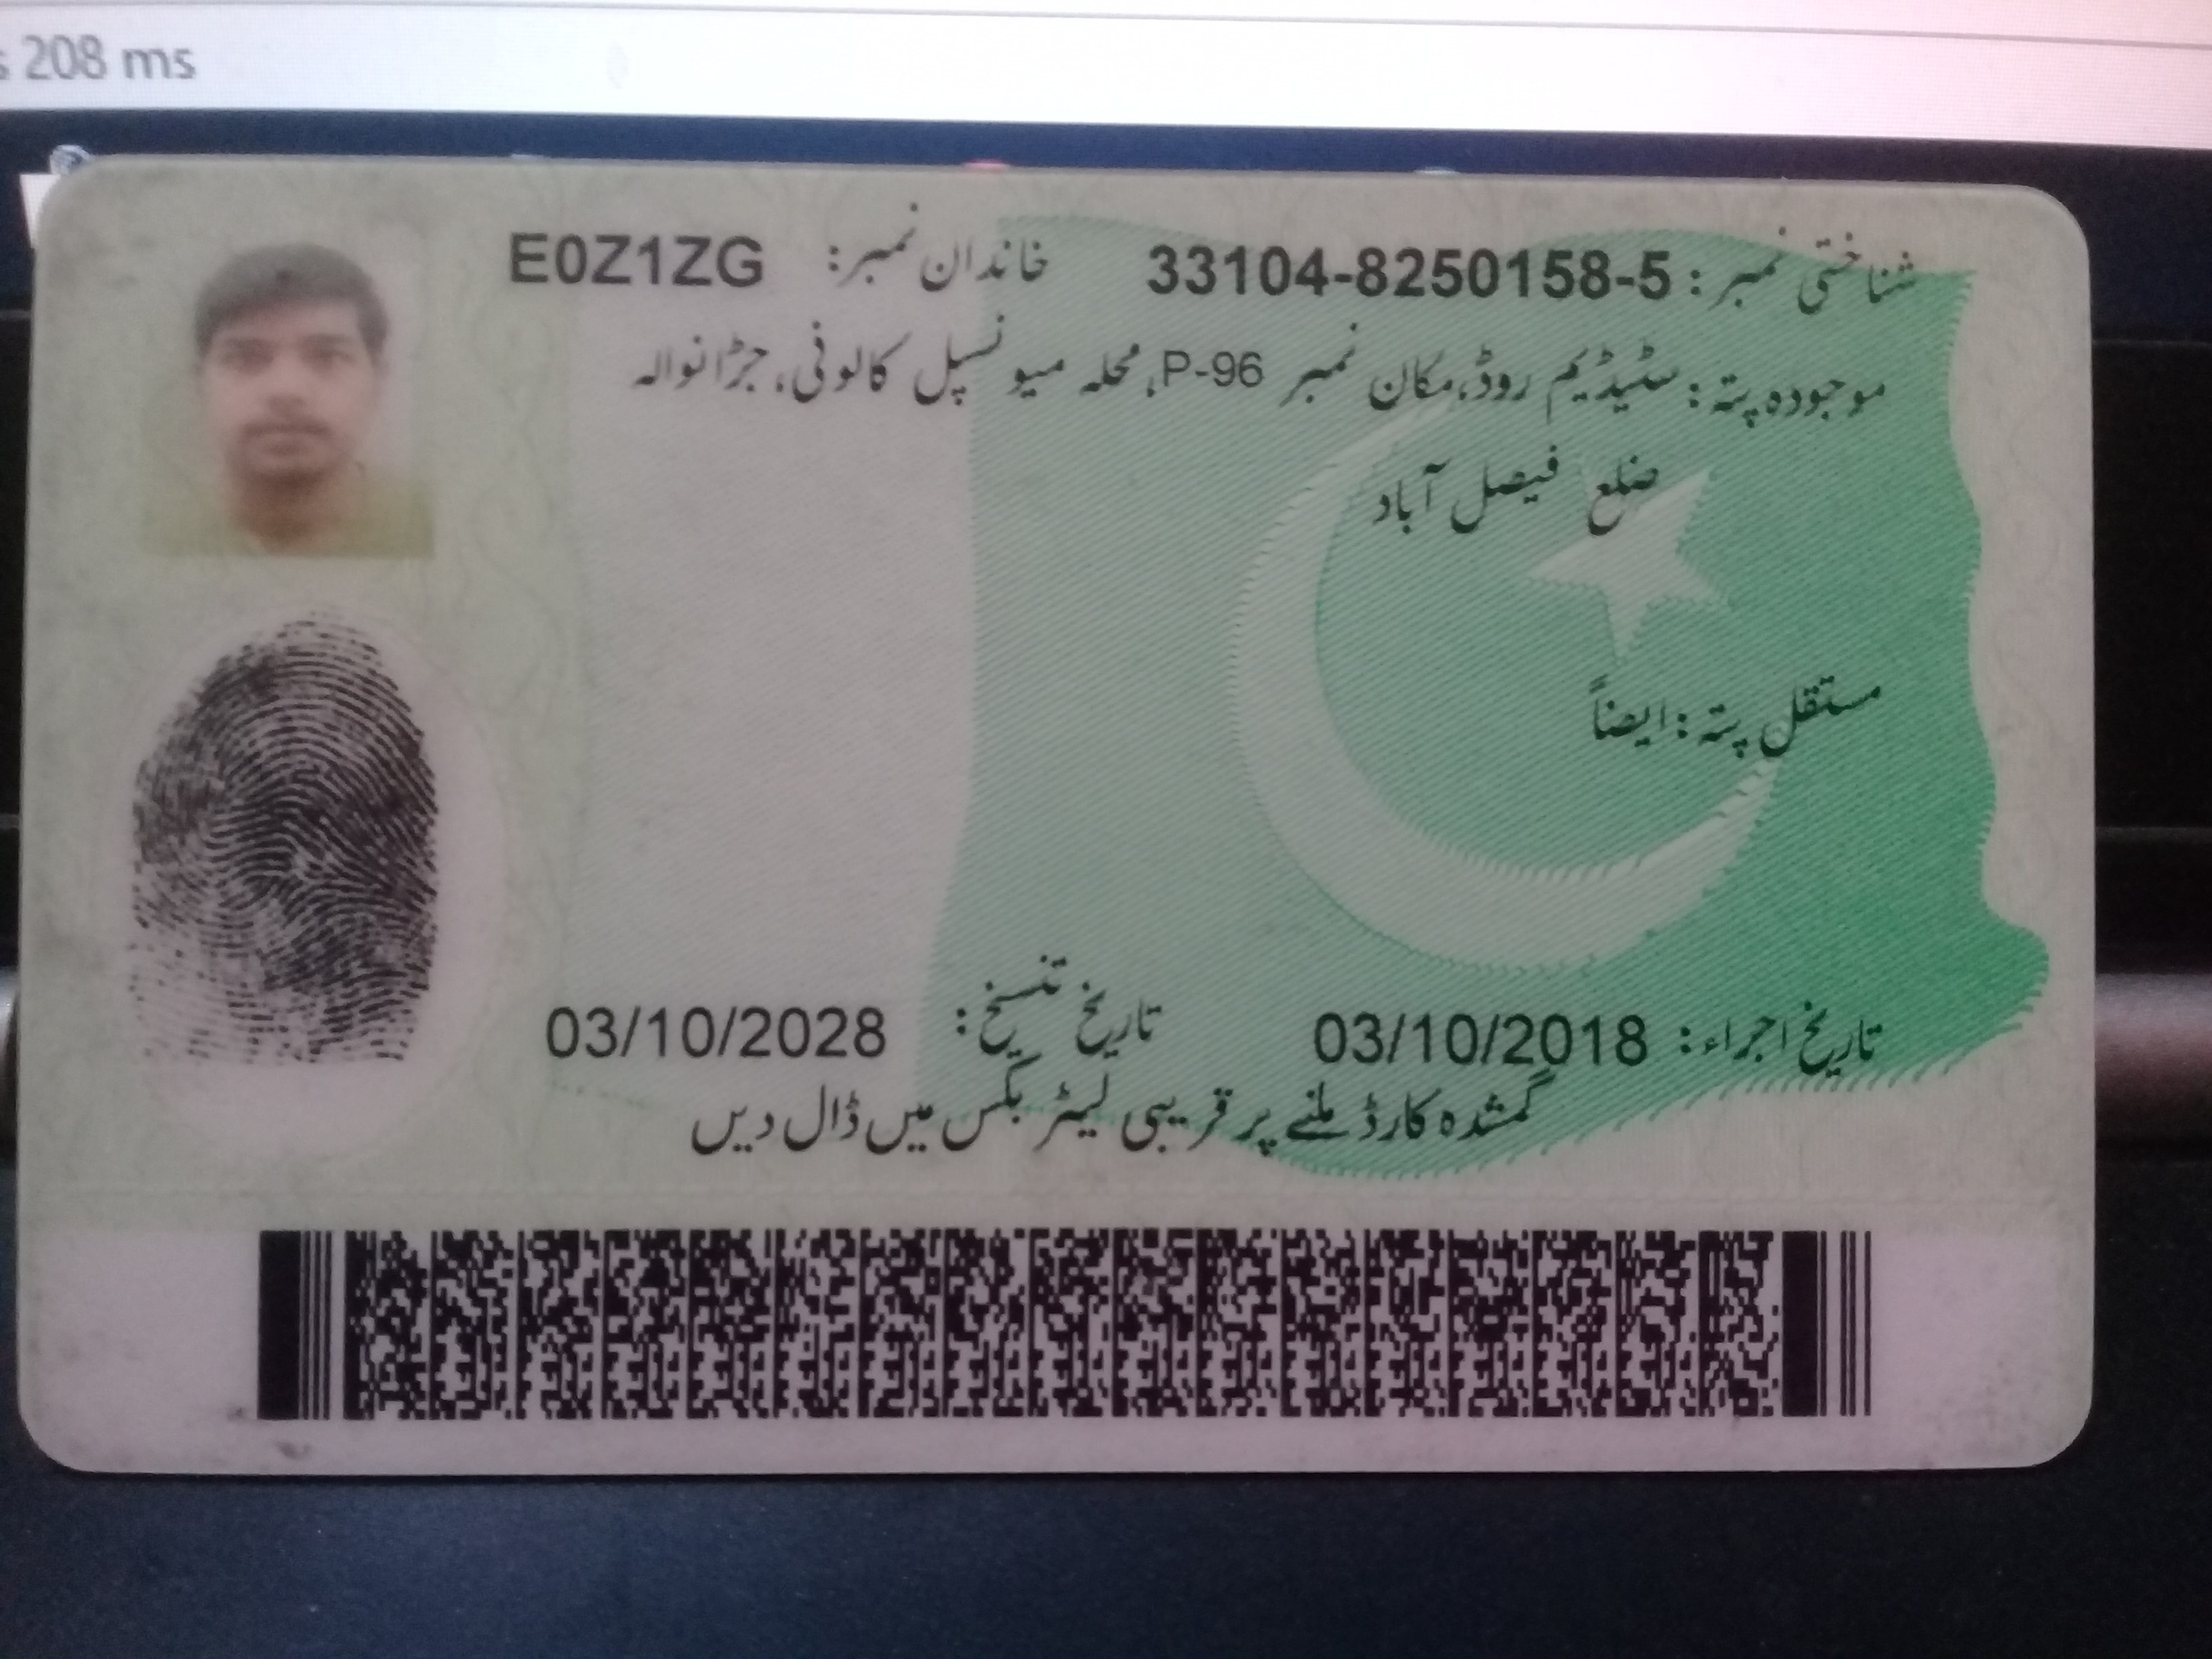 s 208 ms
شناختی نمبر: 33104-8250158-5 خاندان نمبر: E0Z1ZG
موجودہ پتہ: سٹیڈیم روڈ،مکان نمبر P-96، محلہ میونسپل کالونی، جڑانوالہ
ضلع فیصل آباد
مستقل پتہ: ایضاً
تاریخ اجراء: 03/10/2018 تاریخ تنسیخ: 03/10/2028
گمشدہ کارڈ ملنے پر قریبی لیٹر بکس میں ڈال دیں